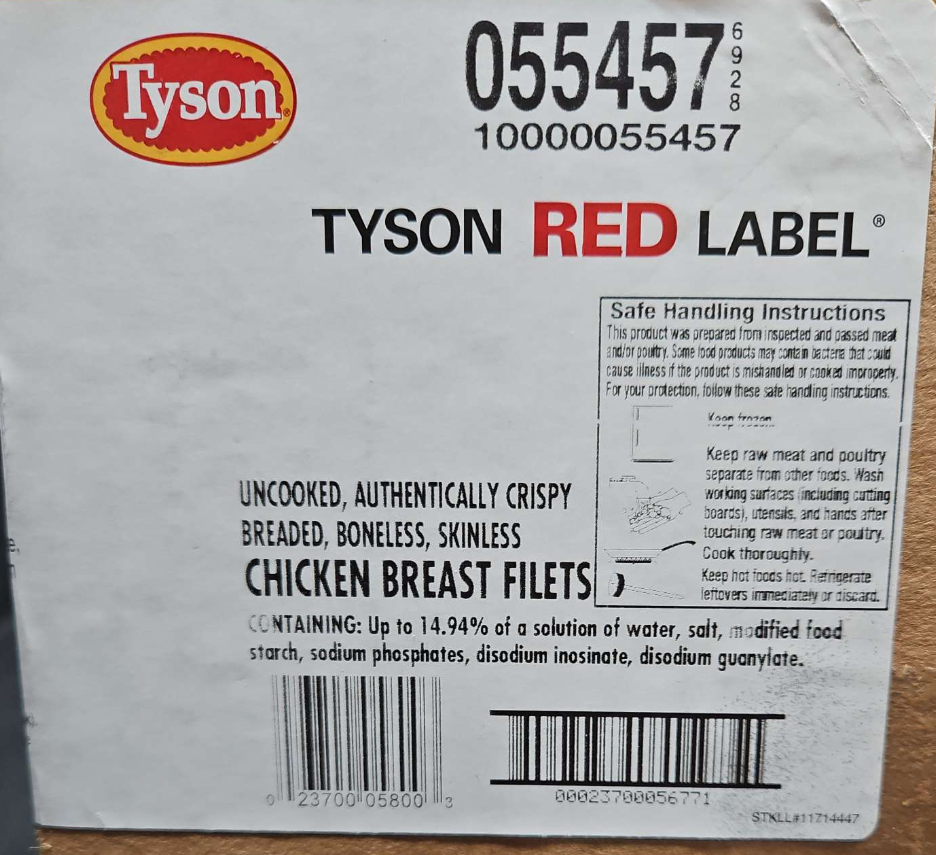 Tyson®
055457
6928
10000055457
TYSON RED LABEL®
Safe Handling Instructions
This product was prepared from inspected and passed meat
and/or poultry. Some food products may contain bacteria that could
cause illness if the product is mishandled or cooked improperly.
For your protection, follow these safe handling instructions.
Keep frozen.
Keep raw meat and poultry
separate from other foods. Wash
working surfaces (including cutting
boards), utensils, and hands after
touching raw meat or poultry.
Cook thoroughly.
Keep hot foods hot. Refrigerate
leftovers immediately or discard.
UNCOOKED, AUTHENTICALLY CRISPY
BREADED, BONELESS, SKINLESS
CHICKEN BREAST FILETS
CONTAINING: Up to 14.94% of a solution of water, salt, modified food
starch, sodium phosphates, disodium inosinate, disodium guanylate.
0 23700 05800 3
00023700056771
STKLL#11714447